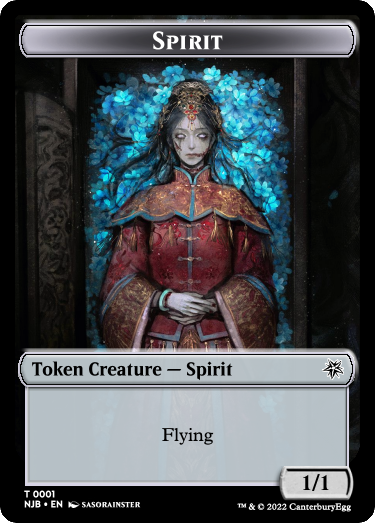 Spirit
Token Creature — Spirit
Flying
1/1
T 0001
NJB • EN SASORAINSTER
™ & © 2022 CanterburyEgg